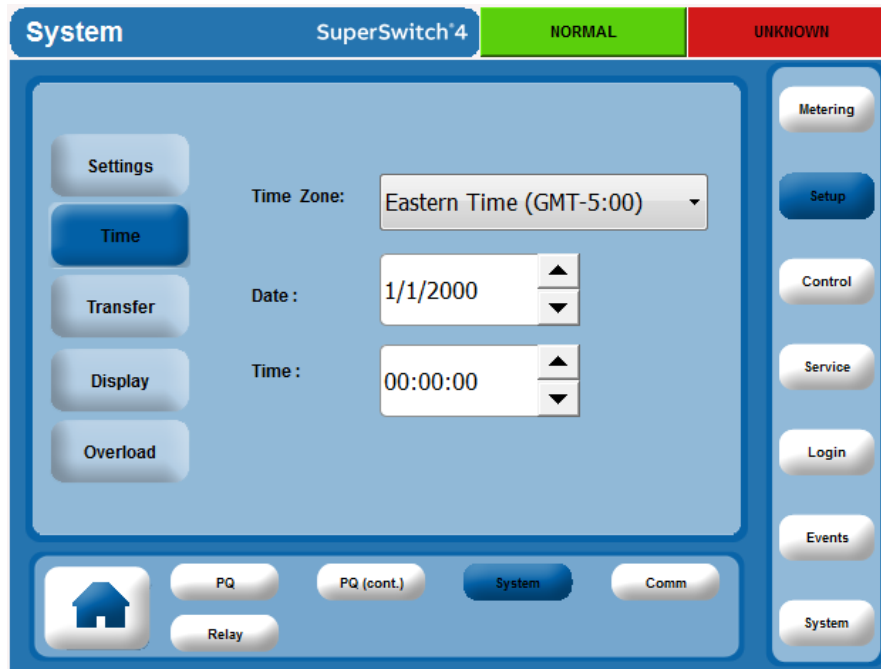 System
SuperSwitch®4
NORMAL
UNKNOWN
Settings
Time
Transfer
Display
Overload
Time Zone:
Eastern Time (GMT-5:00)
Date :
1/1/2000
Time :
00:00:00
Metering
Setup
Control
Service
Login
Events
System
PQ
PQ (cont.)
System
Comm
Relay